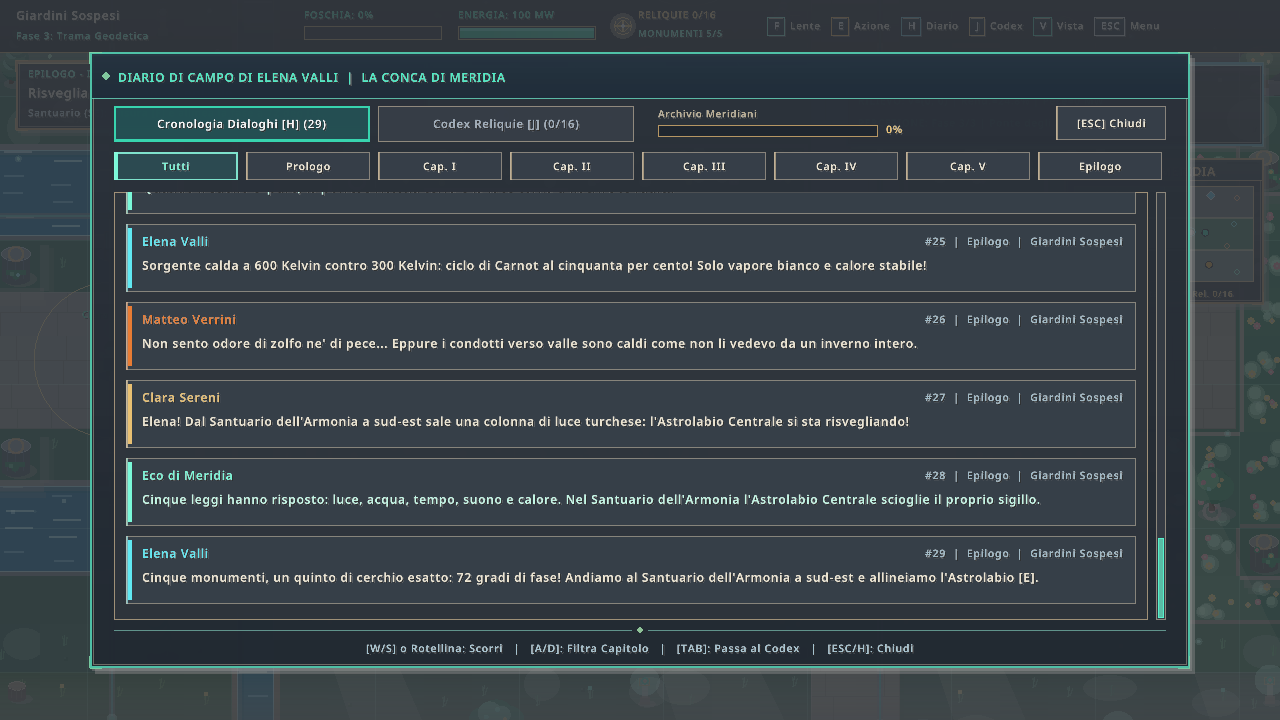 Giardini Sospesi
Fase 3: Trama Geodetica
FOSCHIA: 0%
ENERGIA: 100 MW
RELIQUIE 0/16
MONUMENTI 5/5
F Lente
E Azione
H Diario
J Codex
V Vista
ESC Menu
EPILOGO -
Risveglia
Santuario (S
DIARIO DI CAMPO DI ELENA VALLI | LA CONCA DI MERIDIA
Cronologia Dialoghi [H] (29)
Codex Reliquie [J] (0/16)
Archivio Meridiani
0%
[ESC] Chiudi
Tutti
Prologo
Cap. I
Cap. II
Cap. III
Cap. IV
Cap. V
Epilogo
DIA
Rel. 0/16
Elena Valli
#25 | Epilogo | Giardini Sospesi
Sorgente calda a 600 Kelvin contro 300 Kelvin: ciclo di Carnot al cinquanta per cento! Solo vapore bianco e calore stabile!
Matteo Verrini
#26 | Epilogo | Giardini Sospesi
Non sento odore di zolfo ne' di pece... Eppure i condotti verso valle sono caldi come non li vedevo da un inverno intero.
Clara Sereni
#27 | Epilogo | Giardini Sospesi
Elena! Dal Santuario dell'Armonia a sud-est sale una colonna di luce turchese: l'Astrolabio Centrale si sta risvegliando!
Eco di Meridia
#28 | Epilogo | Giardini Sospesi
Cinque leggi hanno risposto: luce, acqua, tempo, suono e calore. Nel Santuario dell'Armonia l'Astrolabio Centrale scioglie il proprio sigillo.
Elena Valli
#29 | Epilogo | Giardini Sospesi
Cinque monumenti, un quinto di cerchio esatto: 72 gradi di fase! Andiamo al Santuario dell'Armonia a sud-est e allineiamo l'Astrolabio [E].
[W/S] o Rotellina: Scorri | [A/D]: Filtra Capitolo | [TAB]: Passa al Codex | [ESC/H]: Chiudi